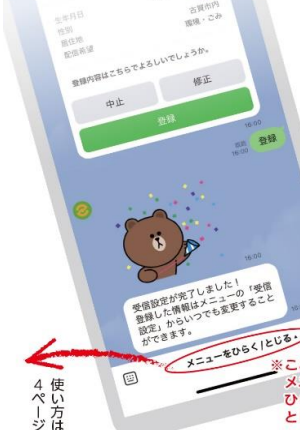 生年月日
性別
居住地
古賀市内
配信希望
環境・ごみ
登録内容はこちらでよろしいでしょうか。
中止
修正
登録
16:00
既読
16:00
登録
16:00
受信設定が完了しました!
登録した情報はメニューの「受信
設定」からいつでも変更すること
ができます。
メニューをひらく/とじる
※こ
メ
ひ
と
使い方は
4ページ